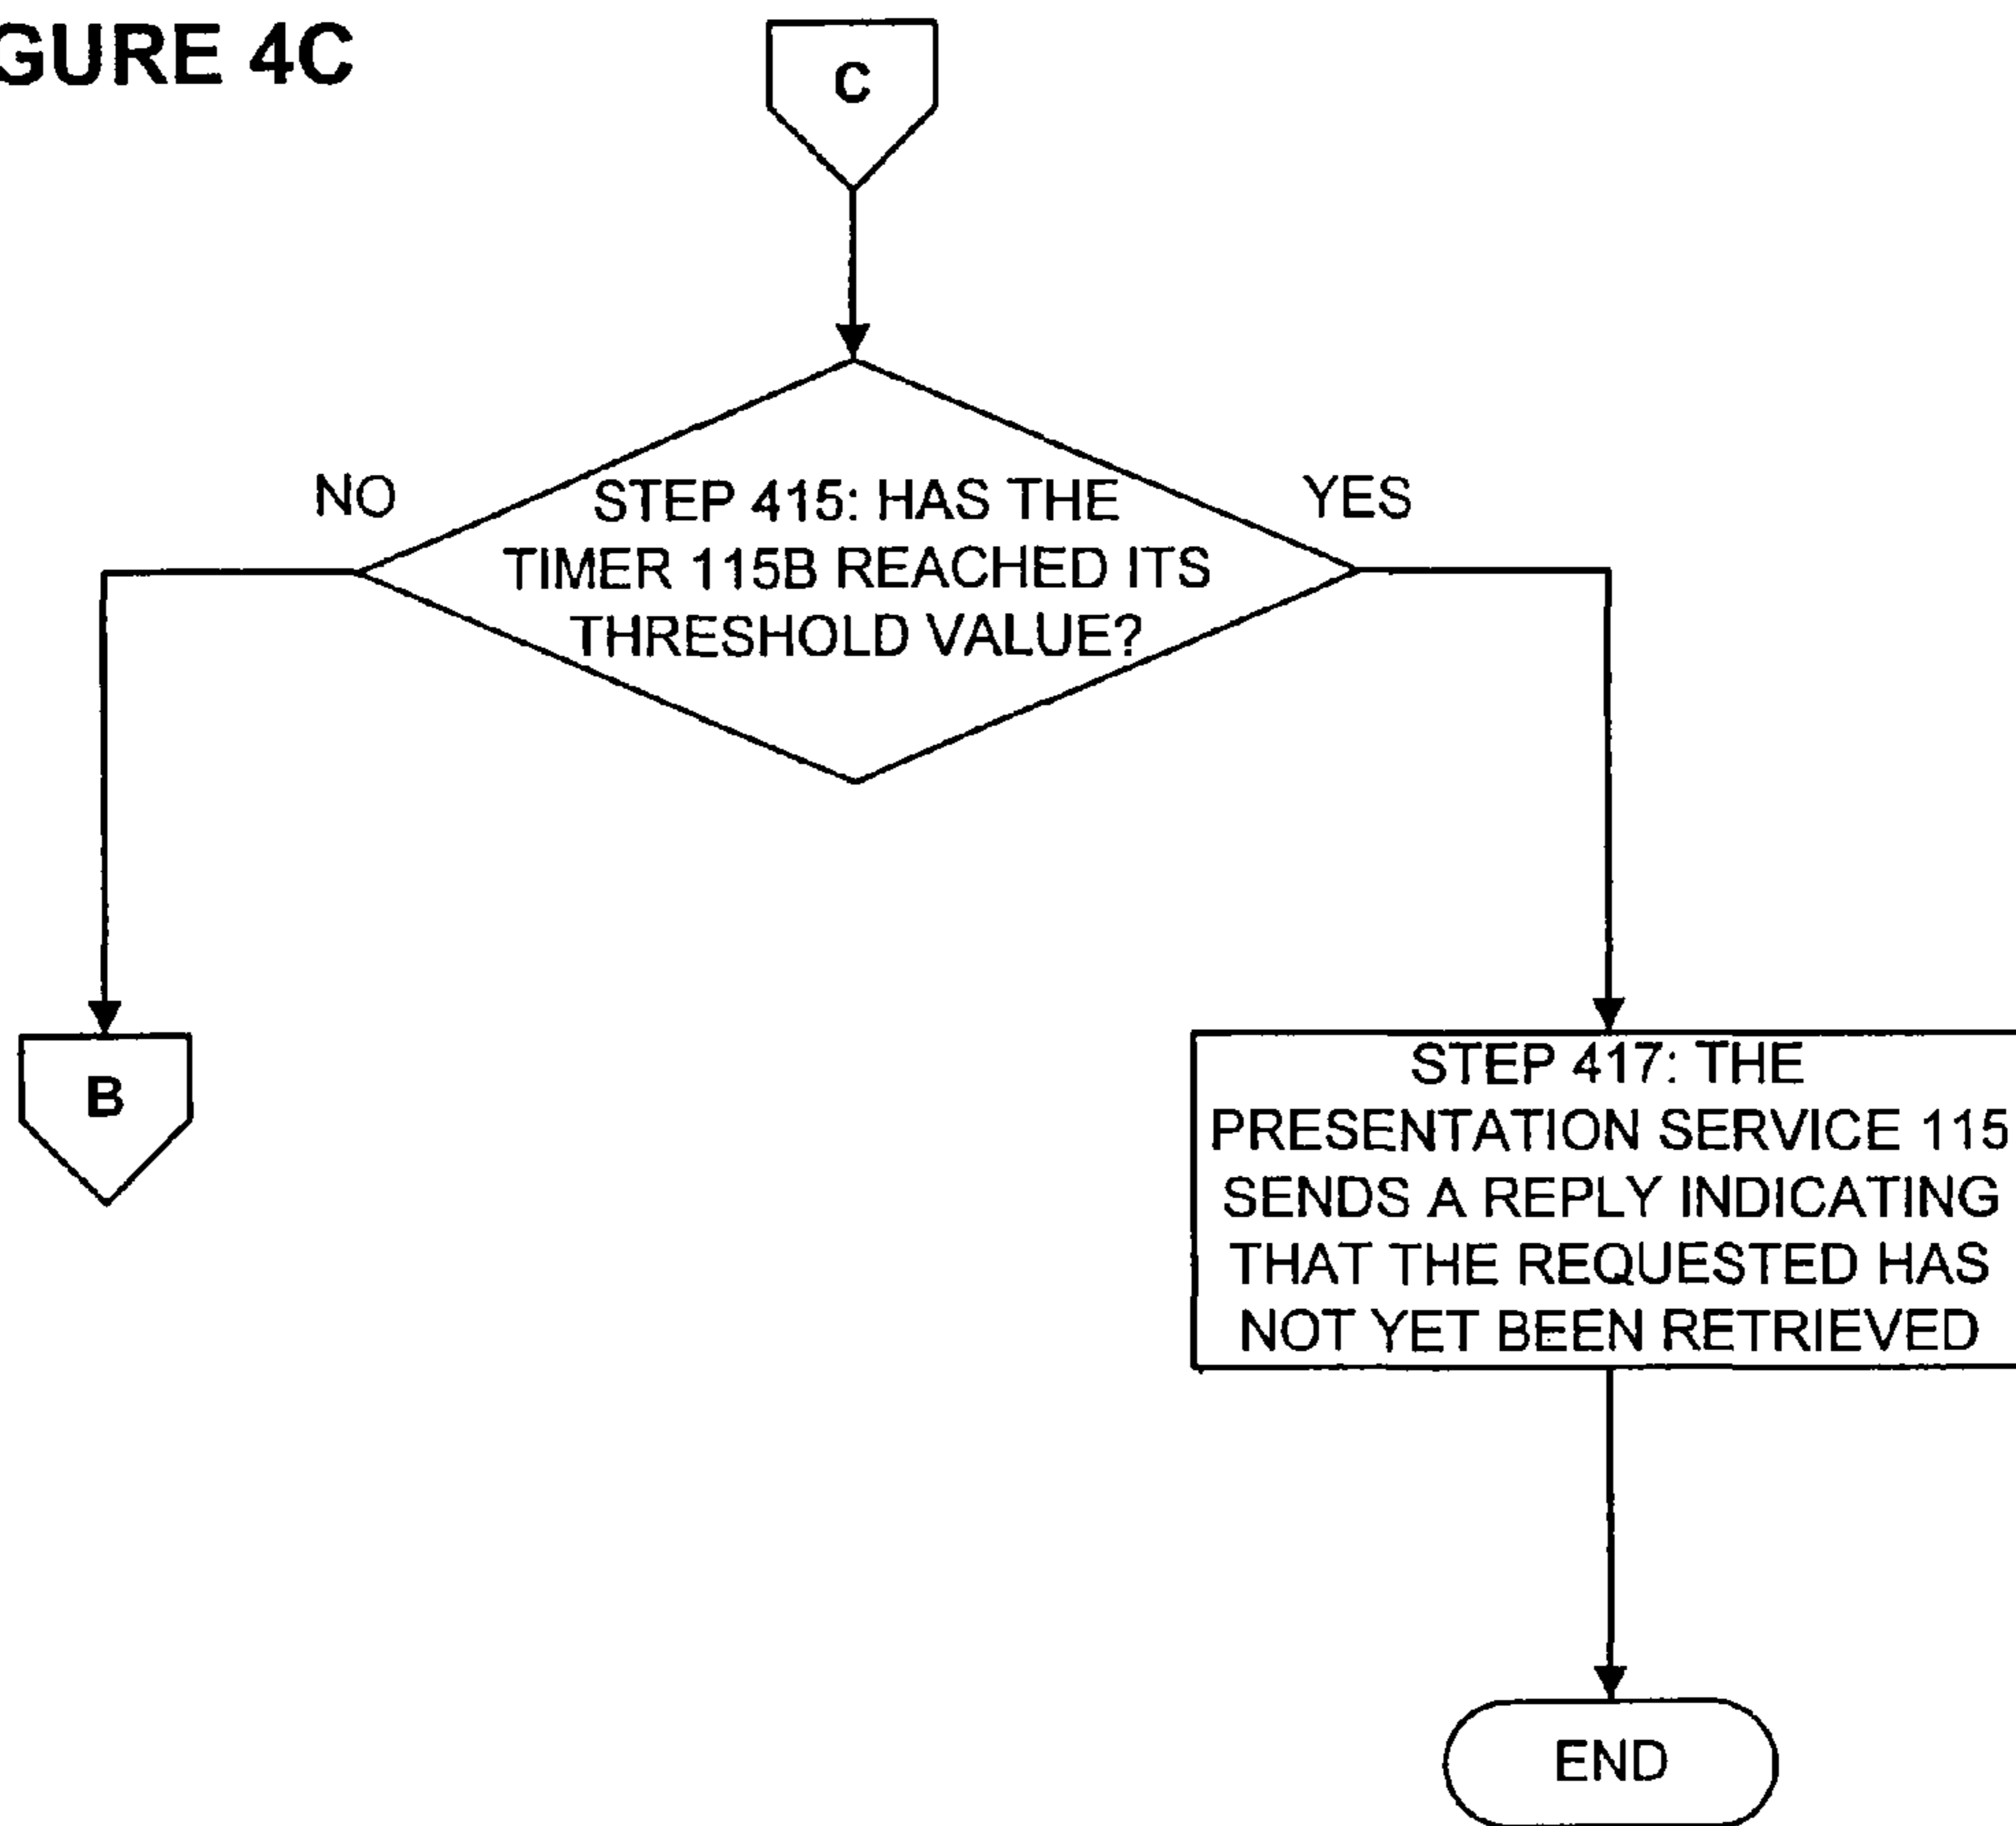 GURE 4C
C
NO
YES
STEP 415: HAS THE
TIMER 115B REACHED ITS
THRESHOLD VALUE?
B
STEP 417: THE
PRESENTATION SERVICE 115
SENDS A REPLY INDICATING
THAT THE REQUESTED HAS
NOT YET BEEN RETRIEVED
END